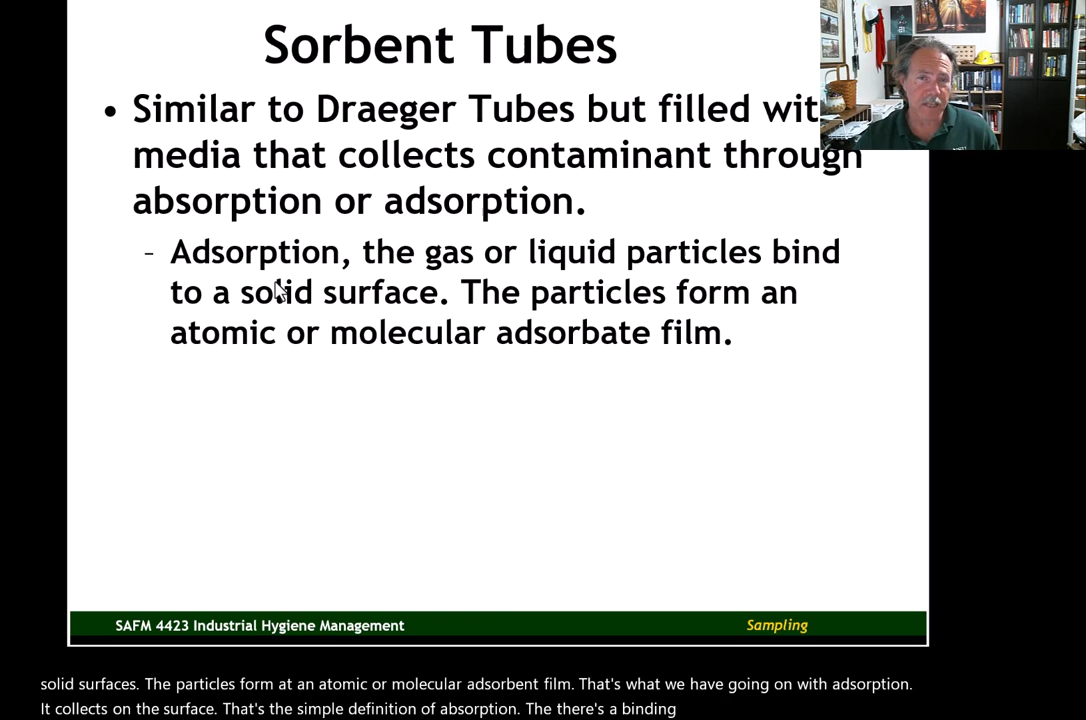 Sorbent Tubes
• Similar to Draeger Tubes but filled wit
media that collects contaminant through
absorption or adsorption.
– Adsorption, the gas or liquid particles bind
to a solid surface. The particles form an
atomic or molecular adsorbate film.
SAFM 4423 Industrial Hygiene Management
Sampling
solid surfaces. The particles form at an atomic or molecular adsorbent film. That's what we have going on with adsorption.
It collects on the surface. That's the simple definition of absorption. The there's a binding